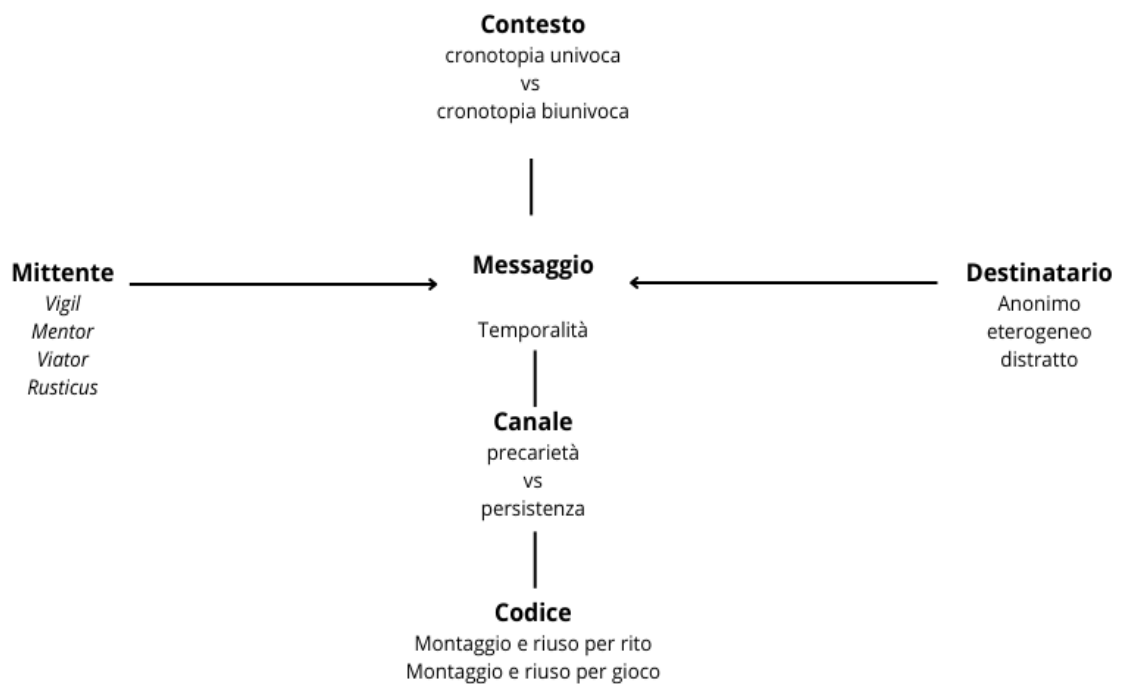 Contesto
cronotopia univoca
vs
cronotopia biunivoca
Mittente
Vigil
Mentor
Viator
Rusticus
Messaggio
Temporalità
Destinatario
Anonimo
eterogeneo
distratto
Canale
precarietà
vs
persistenza
Codice
Montaggio e riuso per rito
Montaggio e riuso per gioco